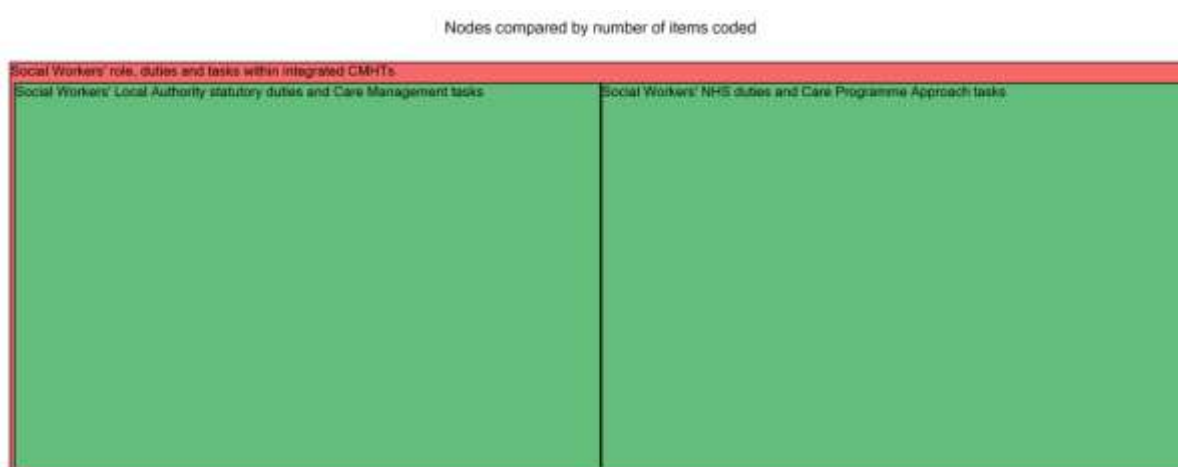 Nodes compared by number of items coded
Social Workers' role, duties and tasks within integrated CMHTs
Social Workers' Local Authority statutory duties and Care Management tasks
Social Workers' NHS duties and Care Programme Approach tasks